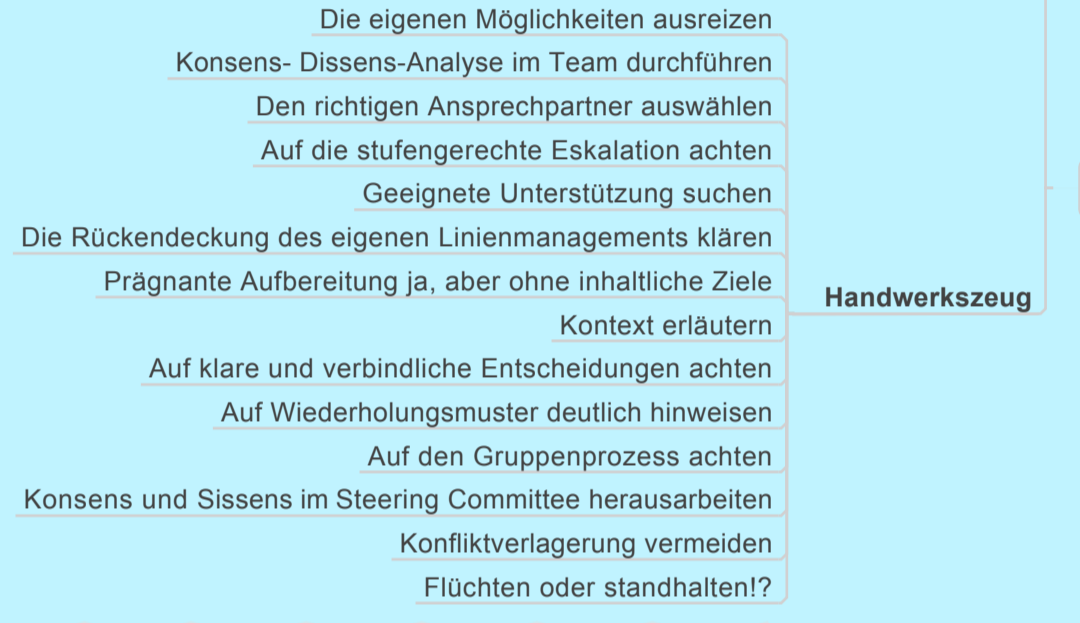 Die eigenen Möglichkeiten ausreizen
Konsens- Dissens-Analyse im Team durchführen
Den richtigen Ansprechpartner auswählen
Auf die stufengerechte Eskalation achten
Geeignete Unterstützung suchen
Die Rückendeckung des eigenen Linienmanagements klären
Prägnante Aufbereitung ja, aber ohne inhaltliche Ziele
Kontext erläutern
Auf klare und verbindliche Entscheidungen achten
Auf Wiederholungsmuster deutlich hinweisen
Auf den Gruppenprozess achten
Konsens und Sissens im Steering Committee herausarbeiten
Konfliktverlagerung vermeiden
Flüchten oder standhalten!?
Handwerkszeug